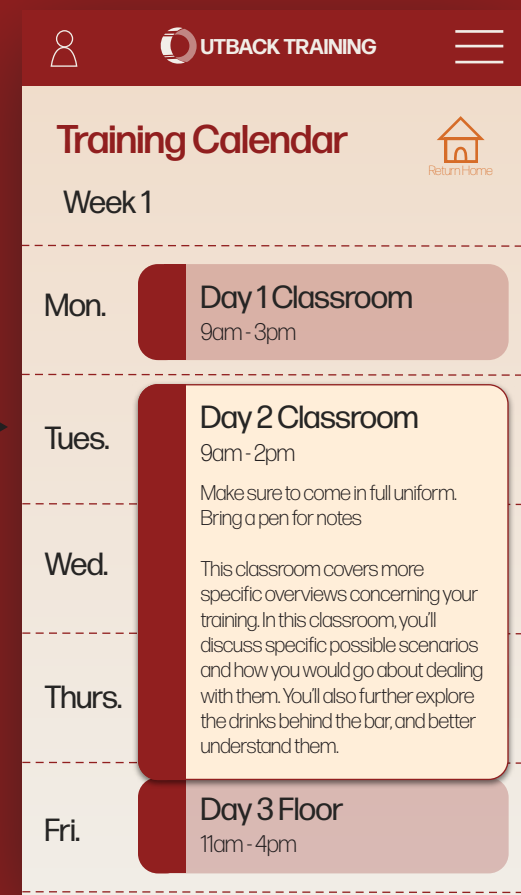 OUTBACK TRAINING
Training Calendar
Return Home
Week 1
Mon.
Day 1 Classroom
9am - 3pm
Tues.
Day 2 Classroom
9am - 2pm
Make sure to come in full uniform.
Bring a pen for notes
This classroom covers more
specific overviews concerning your
training. In this classroom, you'll
discuss specific possible scenarios
and how you would go about dealing
with them. You'll also further explore
the drinks behind the bar, and better
understand them.
Wed.
Thurs.
Fri.
Day 3 Floor
11am - 4pm